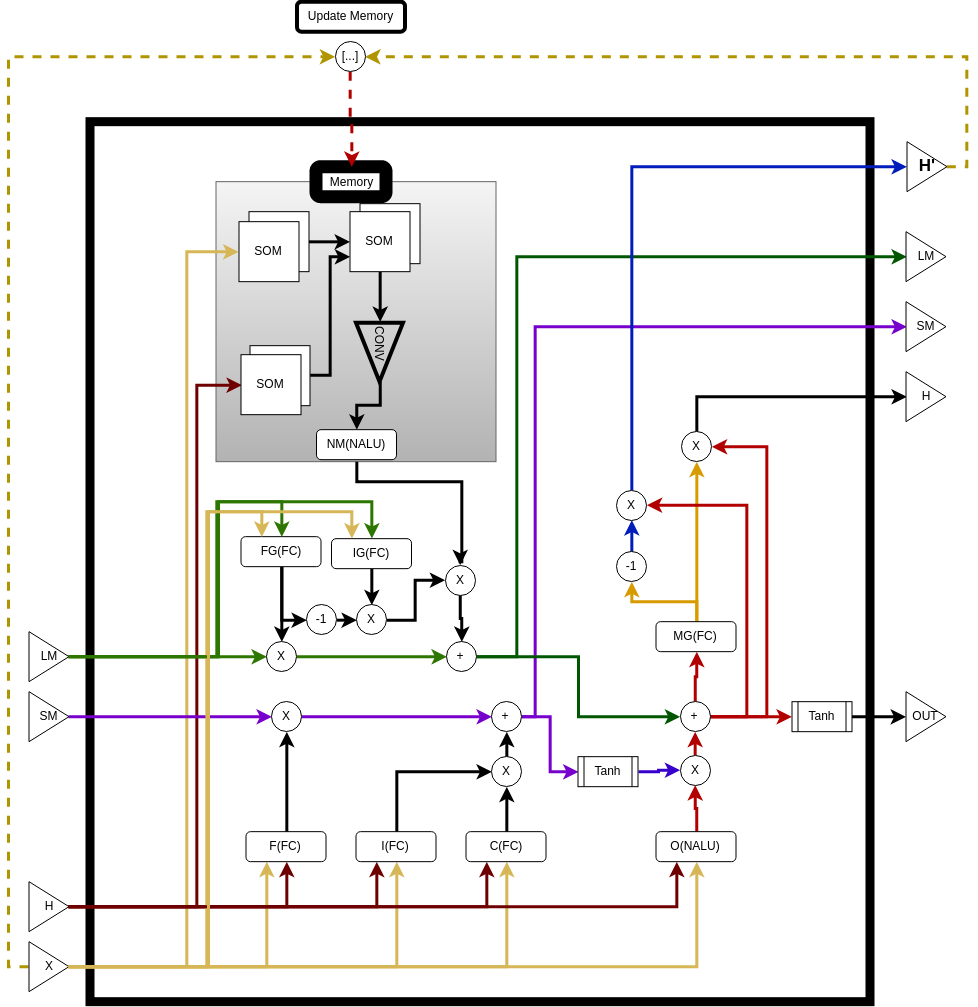 Update Memory
[...]
H'
Memory
SOM
SOM
LM
SM
CONV
SOM
H
NM(NALU)
X
X
FG(FC)
IG(FC)
-1
X
-1
X
MG(FC)
LM
X
+
SM
X
+
+
Tanh
OUT
X
Tanh
X
F(FC)
I(FC)
C(FC)
O(NALU)
H
X